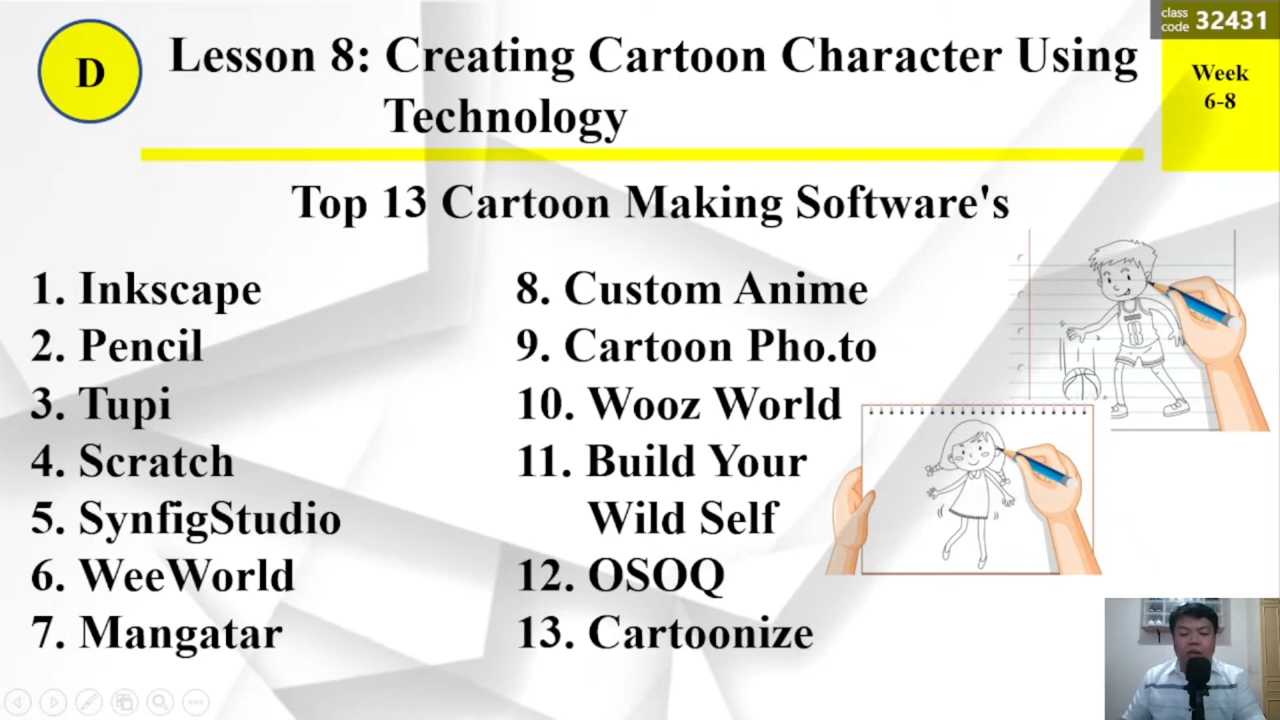 class
code 32431
D
Lesson 8: Creating Cartoon Character Using
Technology
Week
6-8
Top 13 Cartoon Making Software's
1. Inkscape
2. Pencil
3. Tupi
4. Scratch
5. SynfigStudio
6. WeeWorld
7. Mangatar
8. Custom Anime
9. Cartoon Pho.to
10. Wooz World
11. Build Your
Wild Self
12. OSOQ
13. Cartoonize